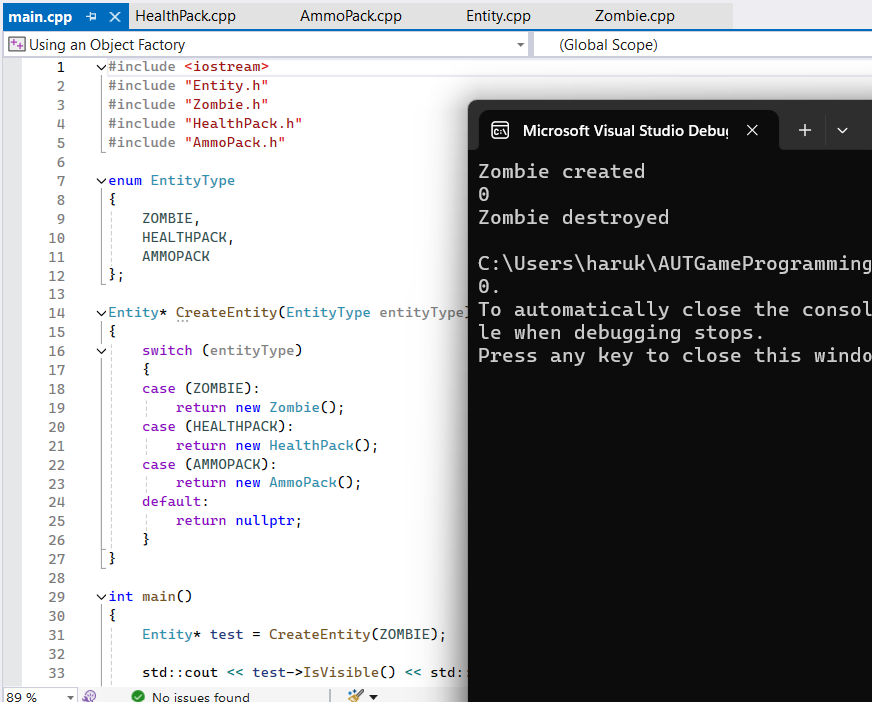 main.cpp HealthPack.cpp AmmoPack.cpp Entity.cpp Zombie.cpp
Using an Object Factory (Global Scope)
1 #include <iostream>
2 #include "Entity.h"
3 #include "Zombie.h"
4 #include "HealthPack.h"
5 #include "AmmoPack.h"
6
7 enum EntityType
8 {
9 ZOMBIE,
10 HEALTHPACK,
11 AMMOPACK
12 };
13
14 Entity* CreateEntity(EntityType entityType)
15 {
16 switch (entityType)
17 {
18 case (ZOMBIE):
19 return new Zombie();
20 case (HEALTHPACK):
21 return new HealthPack();
22 case (AMMOPACK):
23 return new AmmoPack();
24 default:
25 return nullptr;
26 }
27 }
28
29 int main()
30 {
31 Entity* test = CreateEntity(ZOMBIE);
32
33 std::cout << test->IsVisible() << std::
89 % No issues found
Microsoft Visual Studio Debug
Zombie created
0
Zombie destroyed
C:\Users\haruk\AUTGameProgramming
0.
To automatically close the consol
le when debugging stops.
Press any key to close this windo